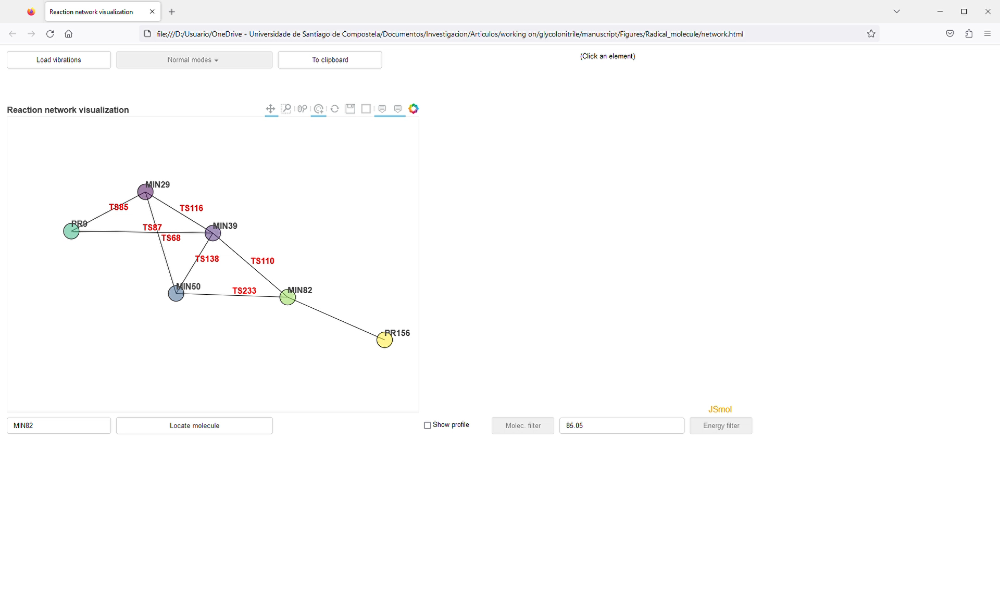 Reaction network visualization
file:///D:/Usuario/OneDrive - Universidade de Santiago de Compostela/Documentos/Investigacion/Articulos/working on/glycolonitrile/manuscript/Figures/Radical_molecule/network.html
Load vibrations
Normal modes
To clipboard
(Click an element)
Reaction network visualization
MIN29
TS85
TS116
PR9
TS87
MIN39
TS68
TS138
TS110
MIN50
TS233
MIN82
PR156
JSmol
MIN82
Locate molecule
Show profile
Molec. filter
85.05
Energy filter